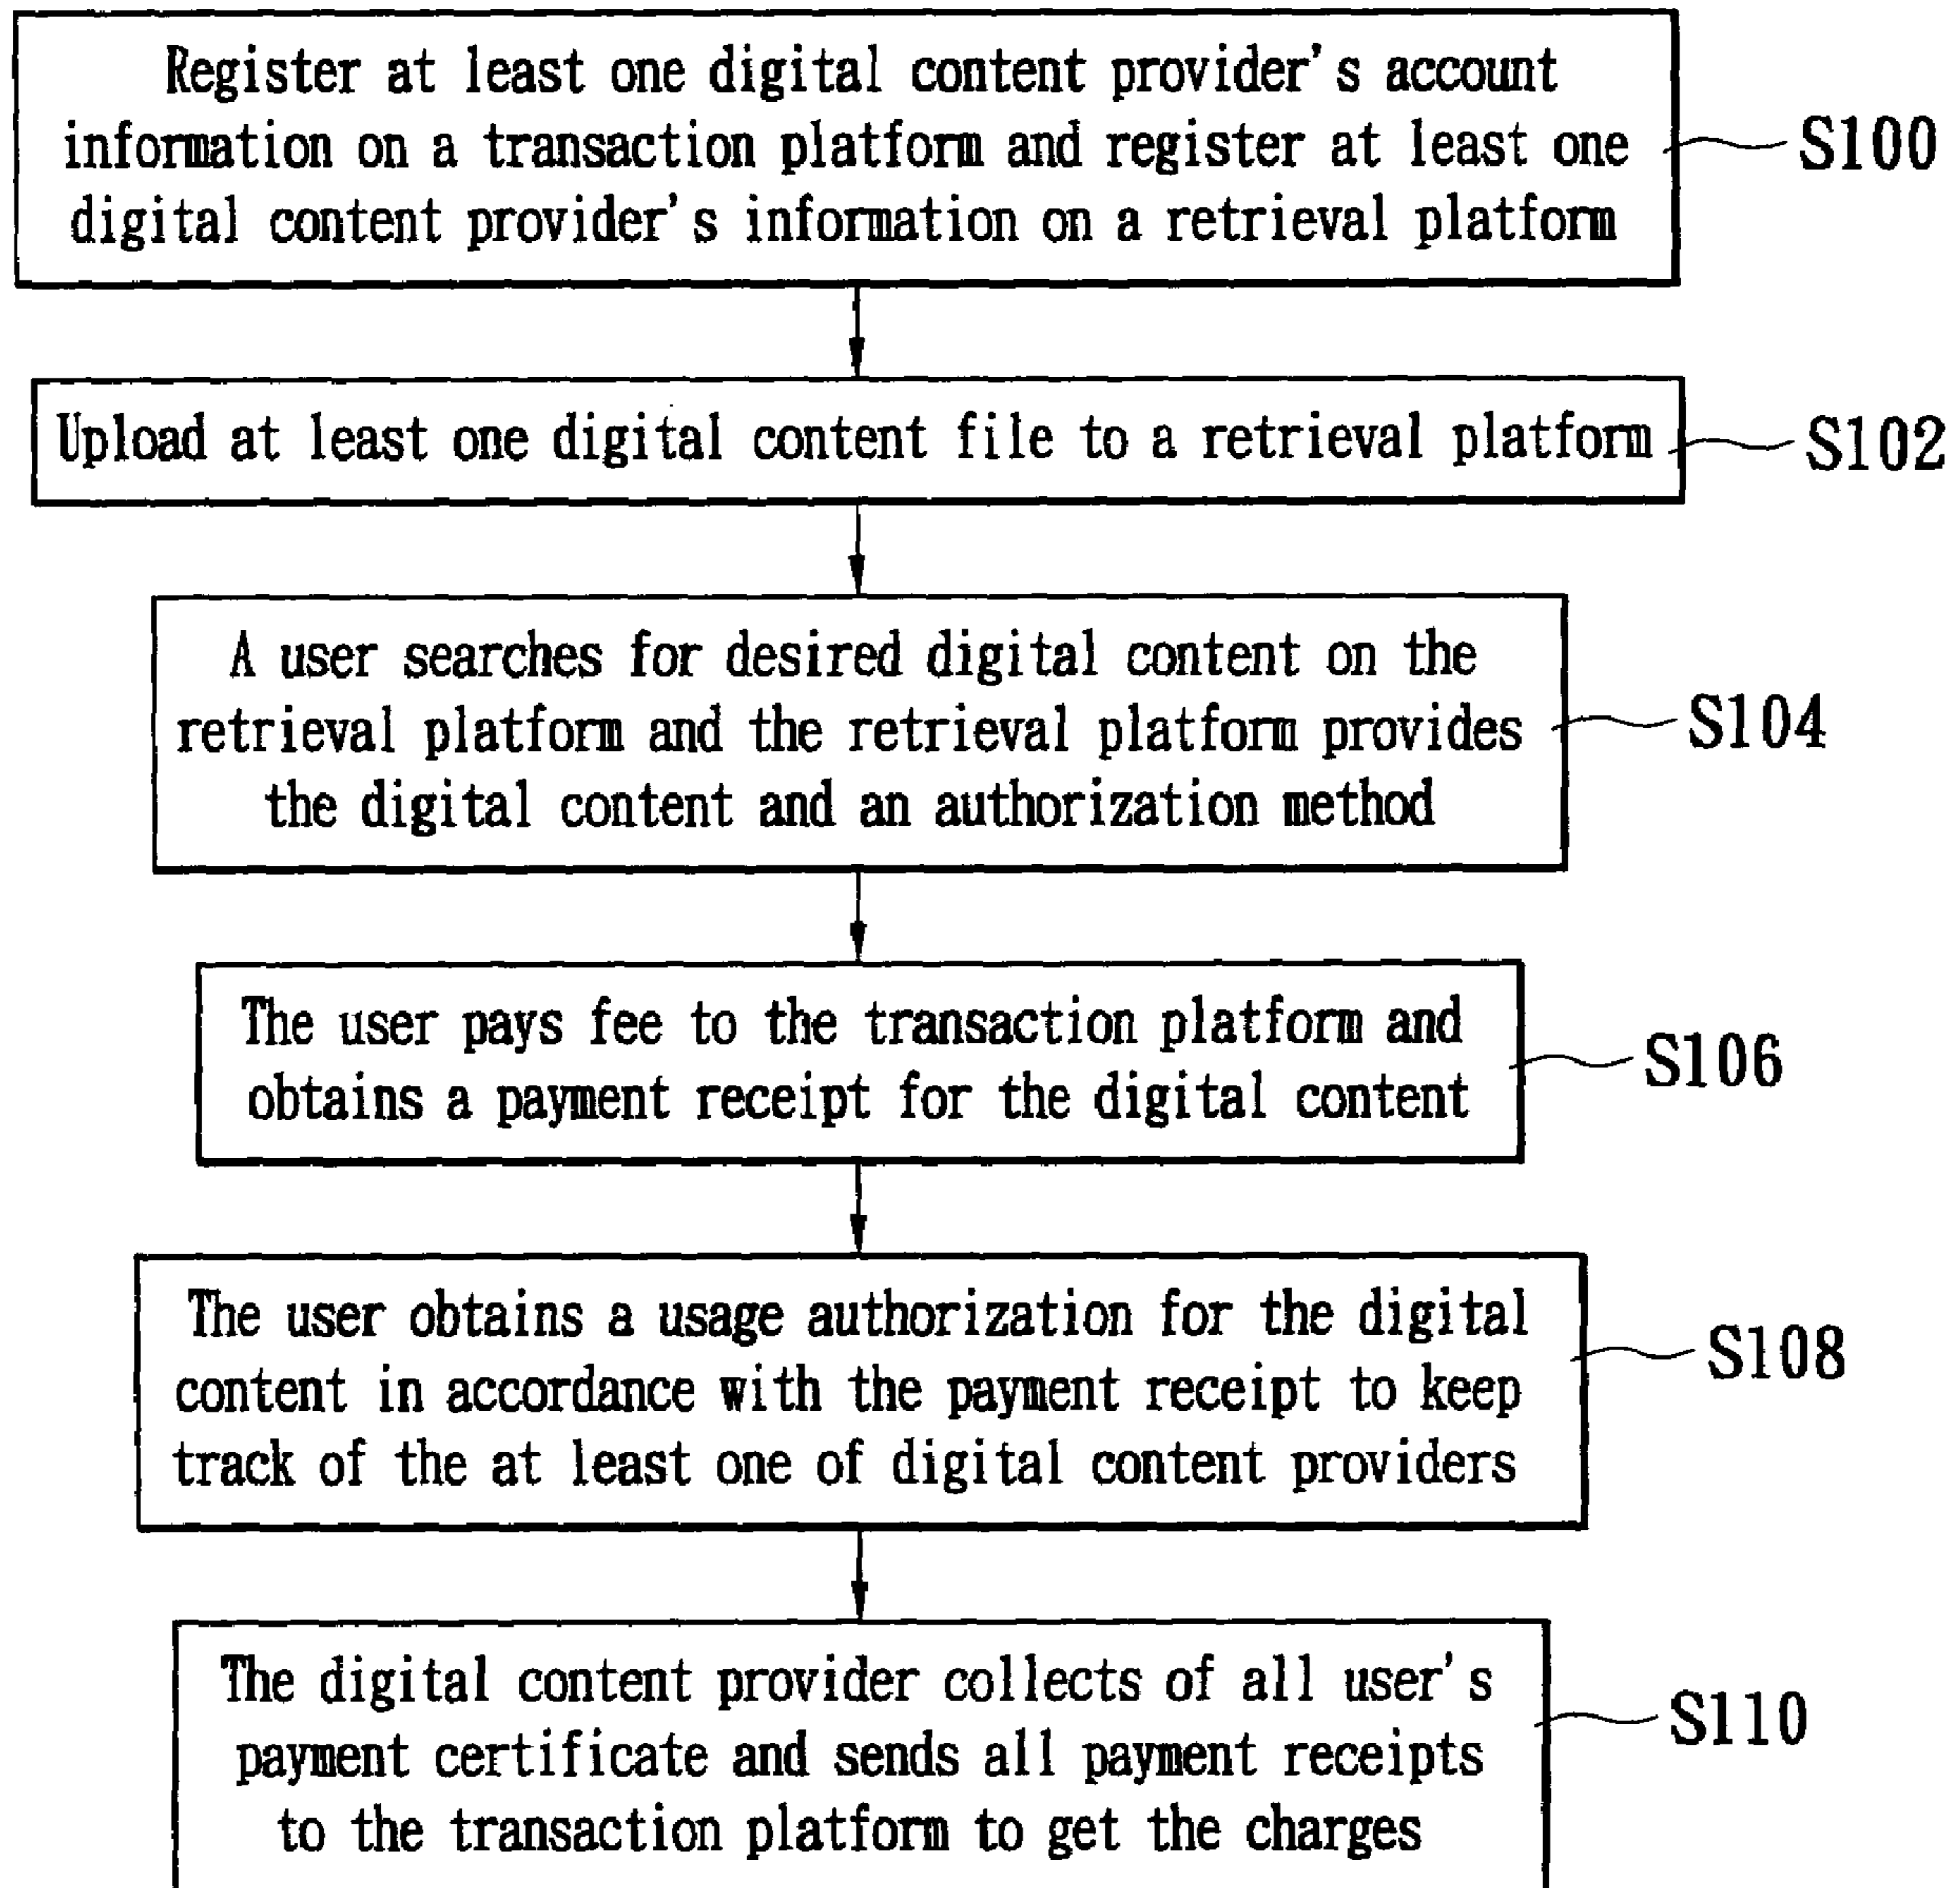 Register at least one digital content provider's account
information on a transaction platform and register at least one
digital content provider's information on a retrieval platform
S100
Upload at least one digital content file to a retrieval platform
S102
A user searches for desired digital content on the
retrieval platform and the retrieval platform provides
the digital content and an authorization method
S104
The user pays fee to the transaction platform and
obtains a payment receipt for the digital content
S106
The user obtains a usage authorization for the digital
content in accordance with the payment receipt to keep
track of the at least one of digital content providers
S108
The digital content provider collects of all user's
payment certificate and sends all payment receipts
to the transaction platform to get the charges
S110